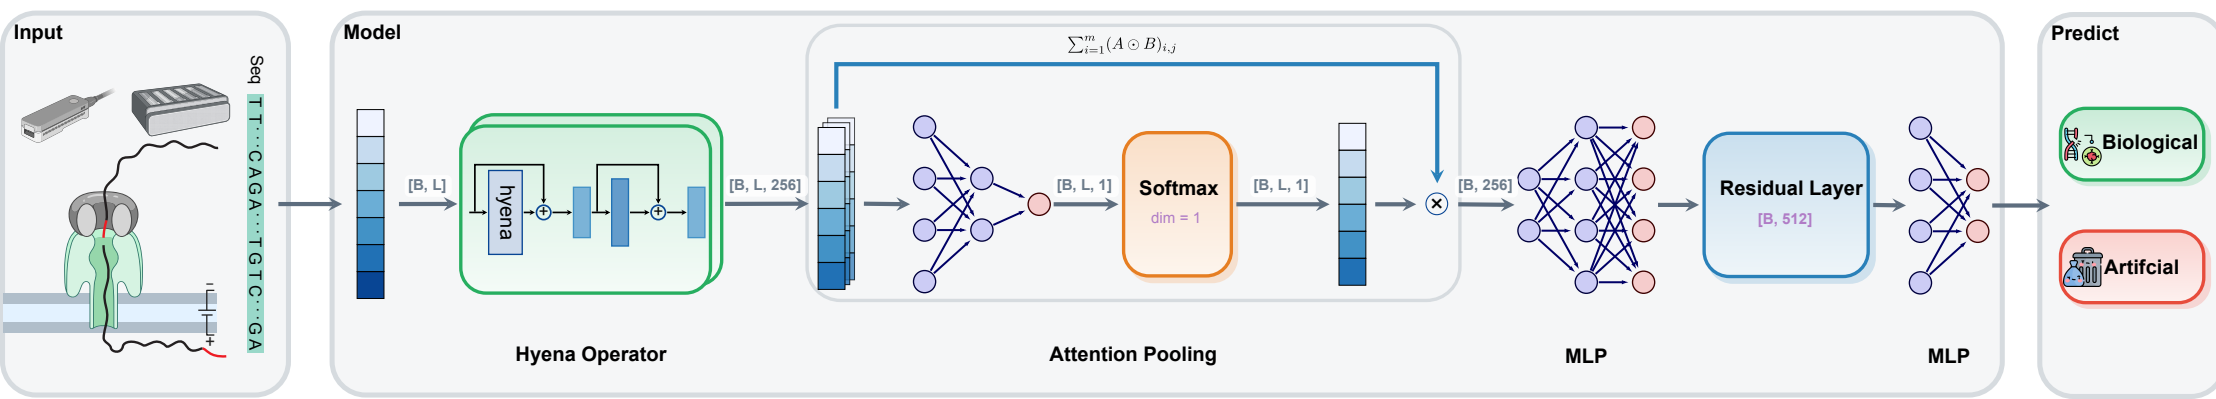 Input
Seq
T T ··· C A G A ··· T G T C ··· G A
−
+
Model
[B, L]
hyena
+
+
Hyena Operator
[B, L, 256]
∑_{i=1}^{m}(A ⊙ B)_{i,j}
[B, L, 1]
Softmax
dim = 1
[B, L, 1]
×
Attention Pooling
[B, 256]
MLP
Residual Layer
[B, 512]
MLP
Predict
Biological
Artifcial